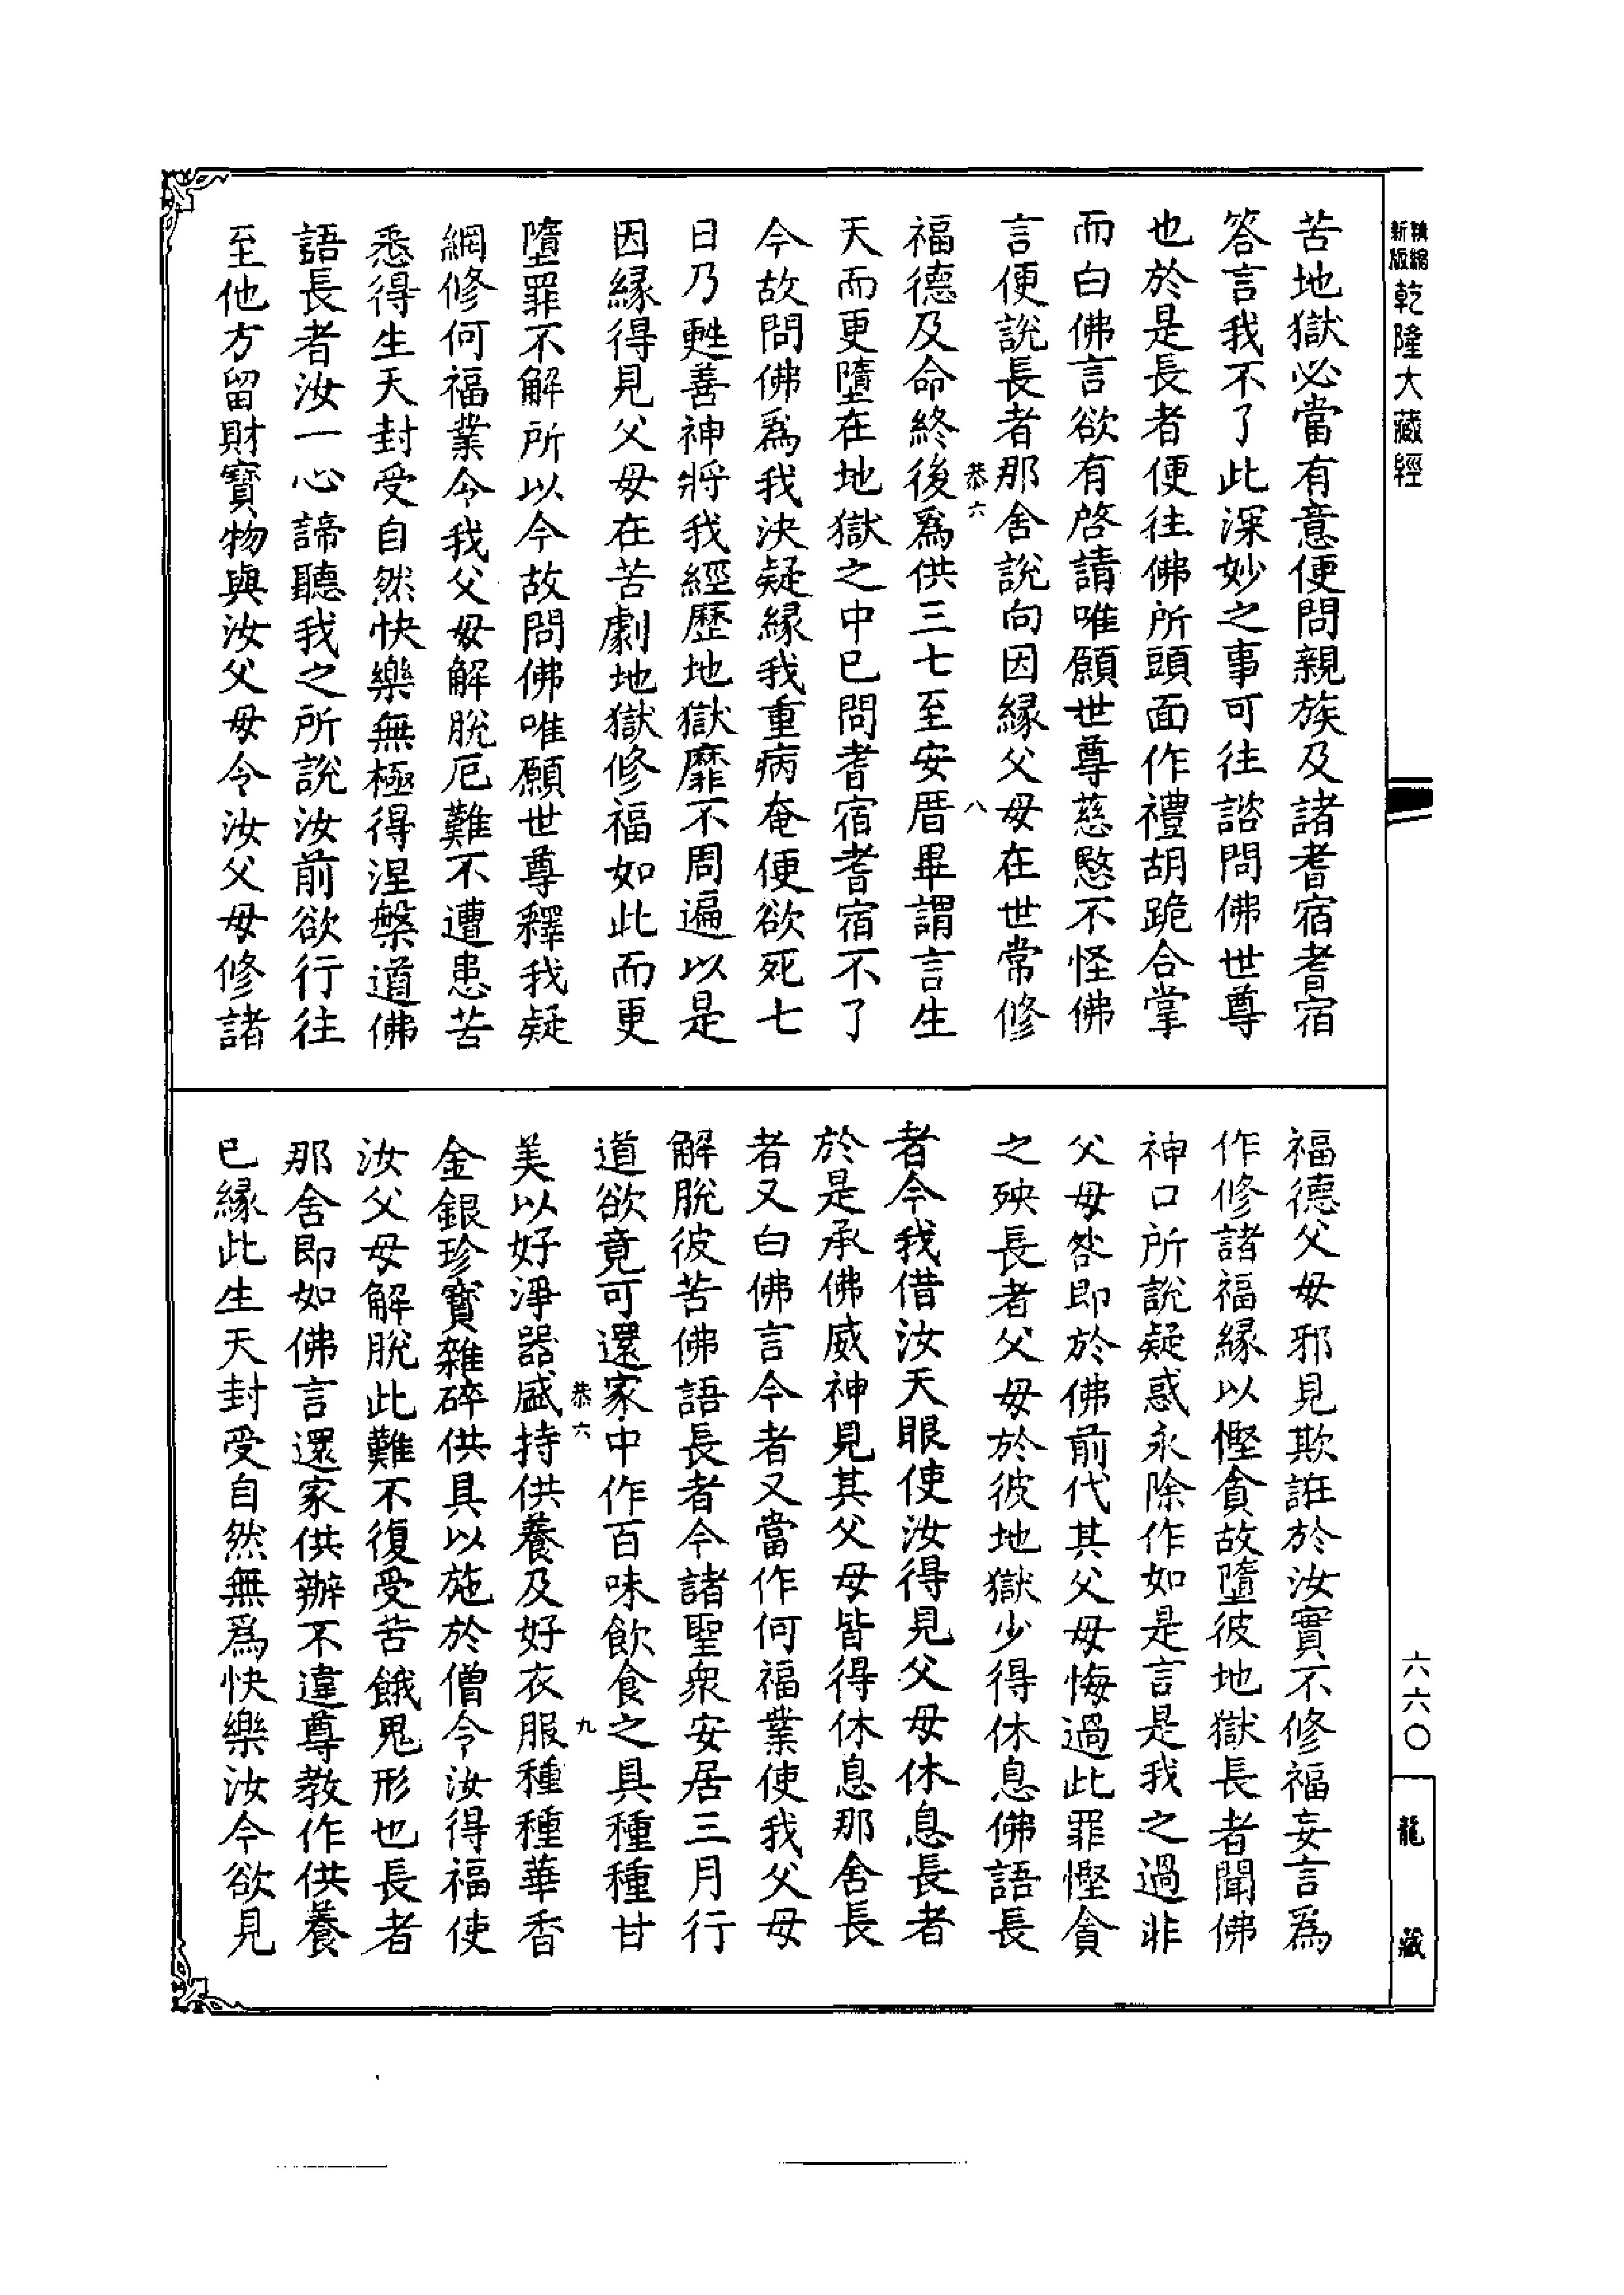 精縮
新版
乾隆大藏經
苦地獄必當有意便問親族及諸耆宿耆宿
答言我不了此深妙之事可往諮問佛世尊
也於是長者便往佛所頭面作禮胡跪合掌
而白佛言欲有啓請唯願世尊慈愍不怪佛
言便說長者那舍說向因緣父母在世常修
恭六
八
福德及命終後爲供三七至安厝畢謂言生
天而更墮在地獄之中已問耆宿耆宿不了
今故問佛爲我決疑緣我重病奄便欲死七
日乃甦善神將我經歷地獄靡不周遍以是
因緣得見父母在苦劇地獄修福如此而更
墮罪不解所以今故問佛唯願世尊釋我疑
網修何福業令我父母解脫厄難不遭患苦
悉得生天封受自然快樂無極得涅槃道佛
語長者汝一心諦聽我之所說汝前欲行往
至他方留財寶物與汝父母令汝父母修諸
福德父母邪見欺誑於汝實不修福妄言爲
作修諸福緣以慳貪故墮彼地獄長者聞佛
神口所說疑惑永除作如是言是我之過非
父母咎即於佛前代其父母悔過此罪慳貪
之殃長者父母於彼地獄少得休息佛語長
者今我借汝天眼使汝得見父母休息長者
於是承佛威神見其父母皆得休息那舍長
者又白佛言今者又當作何福業使我父母
解脫彼苦佛語長者今諸聖衆安居三月行
道欲竟可還家中作百味飲食之具種種甘
恭六
九
美以好淨器盛持供養及好衣服種種華香
金銀珍寶雜碎供具以施於僧令汝得福使
汝父母解脫此難不復受苦餓鬼形也長者
那舍即如佛言還家供辦不違尊教作供養
已緣此生天封受自然無爲快樂汝今欲見
六六〇
龍藏